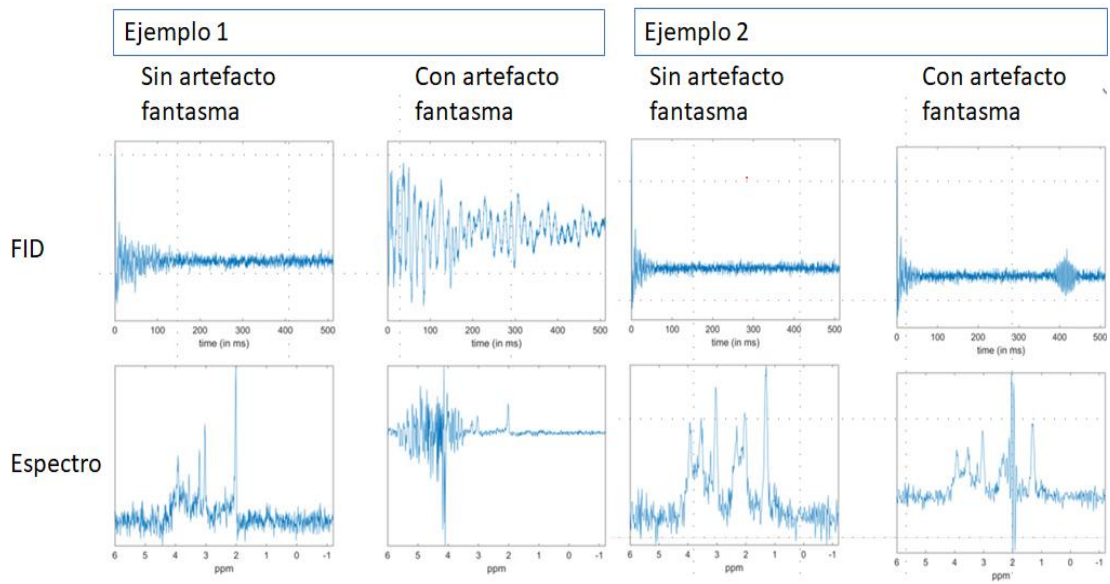 Ejemplo 1
Ejemplo 2
Sin artefacto
fantasma
Con artefacto
fantasma
Sin artefacto
fantasma
Con artefacto
fantasma
FID
0 100 200 300 400 500
time (in ms)
0 100 200 300 400 500
time (in ms)
0 100 200 300 400 500
time (in ms)
0 100 200 300 400 500
time (in ms)
Espectro
6 5 4 3 2 1 0 -1
ppm
6 5 4 3 2 1 0 -1
ppm
6 5 4 3 2 1 0 -1
ppm
6 5 4 3 2 1 0 -1
ppm